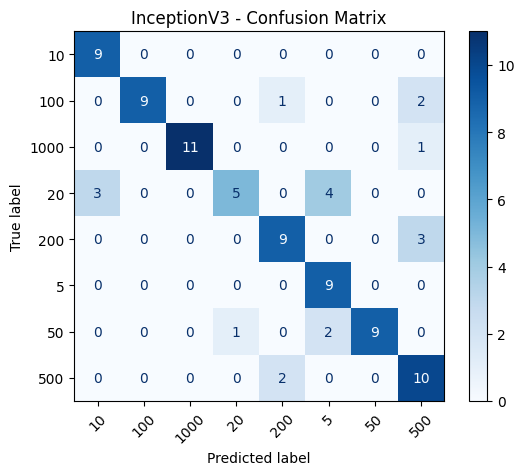 InceptionV3 - Confusion Matrix
True label
10 9 0 0 0 0 0 0 0
100 0 9 0 0 1 0 0 2
1000 0 0 11 0 0 0 0 1
20 3 0 0 5 0 4 0 0
200 0 0 0 0 9 0 0 3
5 0 0 0 0 0 9 0 0
50 0 0 0 1 0 2 9 0
500 0 0 0 0 2 0 0 10
10 100 1000 20 200 5 50 500
Predicted label
10
8
6
4
2
0